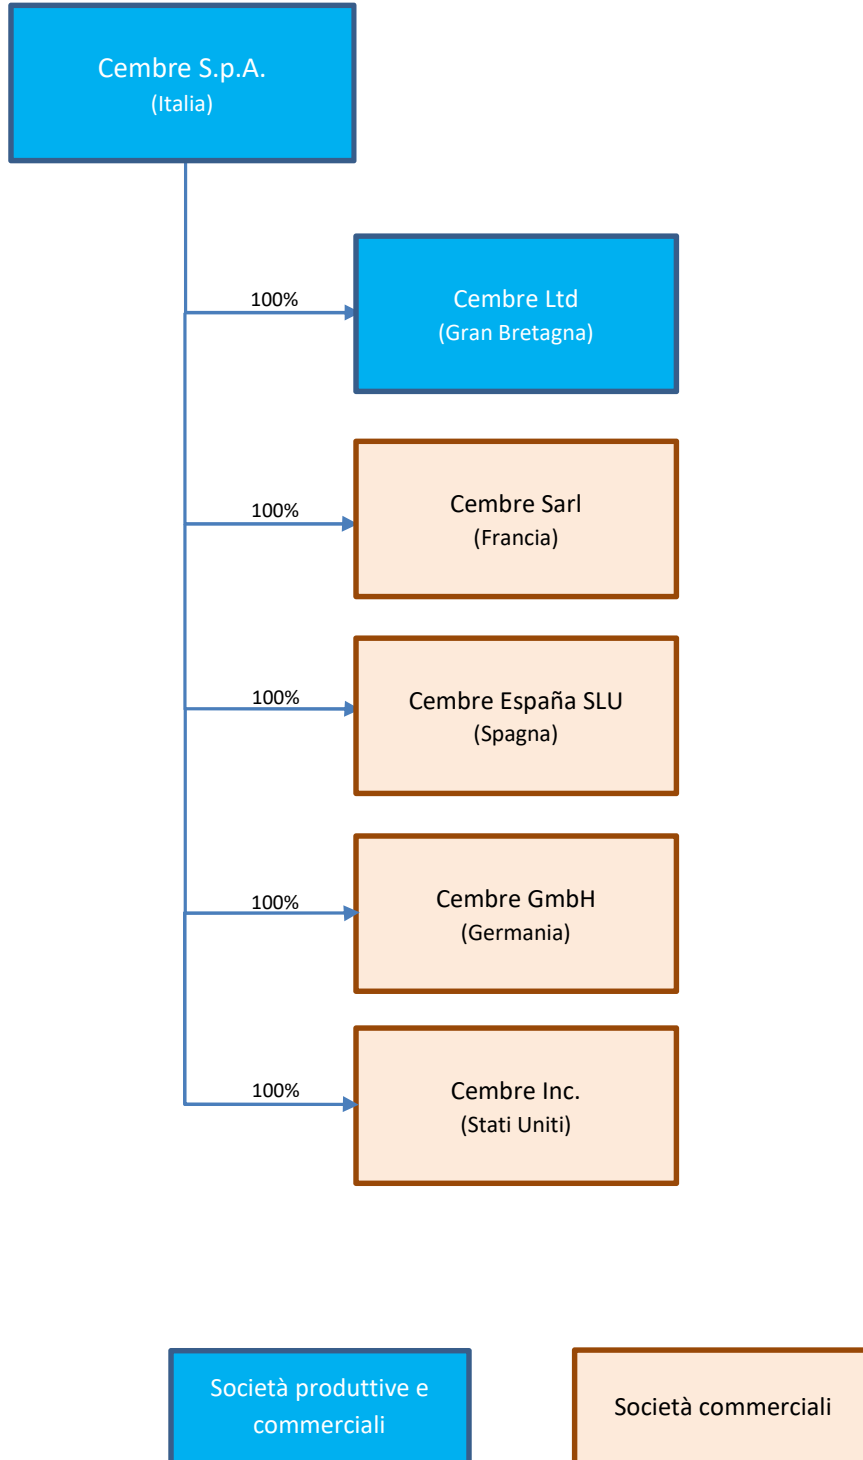 Cembre S.p.A.
(Italia)
100%
Cembre Ltd
(Gran Bretagna)
100%
Cembre Sarl
(Francia)
100%
Cembre España SLU
(Spagna)
100%
Cembre GmbH
(Germania)
100%
Cembre Inc.
(Stati Uniti)
Società produttive e
commerciali
Società commerciali